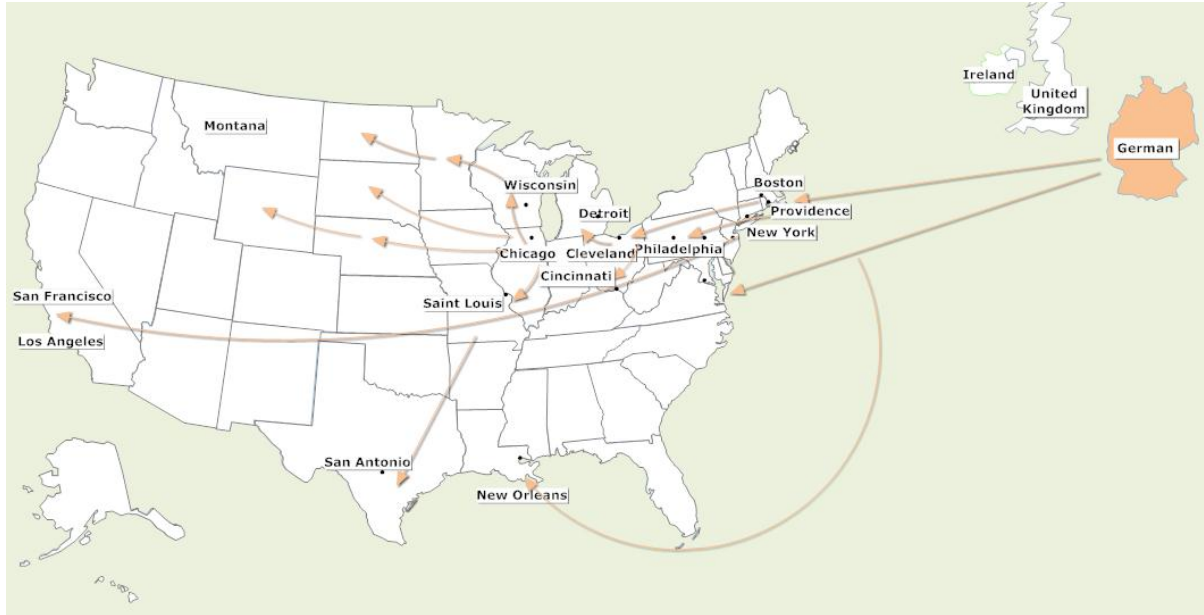 Ireland
United
Kingdom
German
Montana
Wisconsin
Boston
Detroit
Providence
New York
Chicago
Cleveland
Philadelphia
Cincinnati
San Francisco
Saint Louis
Los Angeles
San Antonio
New Orleans